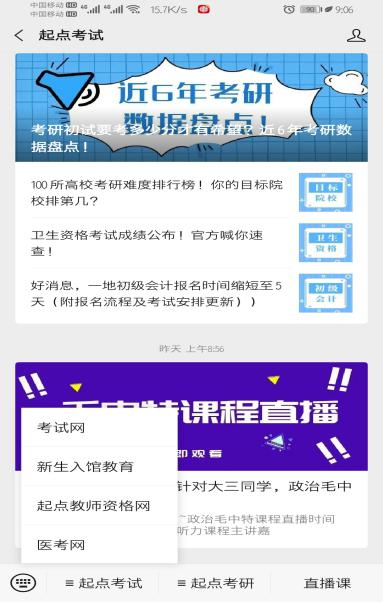 中国移动 HD 4G 4G 15.7K/s 90 9:06
中国移动 HD
起点考试
近6年考研
数据盘点!
考研初试要考多少分才有希望?近6年考研数
据盘点!
100所高校考研难度排行榜!你的目标院
校排第几?
目标
院校
卫生资格考试成绩公布!官方喊你速
查!
卫生
资格
好消息,一地初级会计报名时间缩短至5
天(附报名流程及考试安排更新))
初级
会计
昨天 上午8:56
毛中特课程直播
即观看
针对大三同学,政治毛中
政治毛中特课程直播时间
听力课程主讲嘉
考试网
新生入馆教育
起点教师资格网
医考网
起点考试
起点考研
直播课